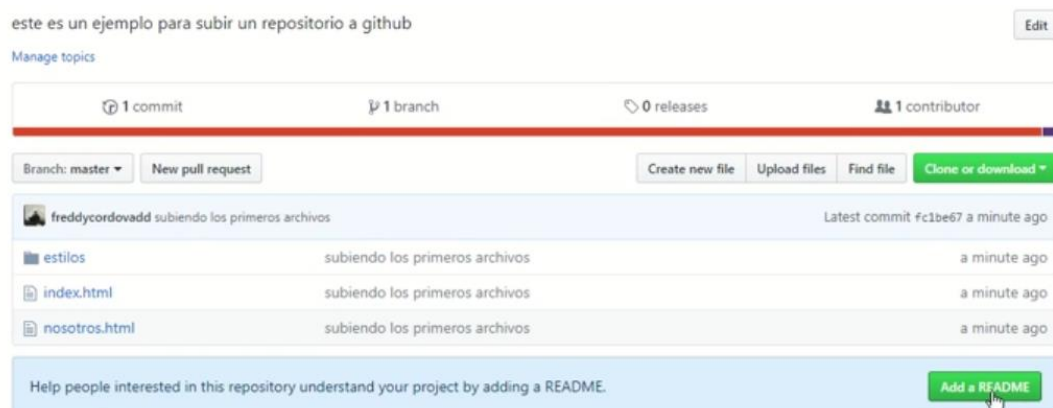 este es un ejemplo para subir un repositorio a github
Edit
Manage topics
1 commit
1 branch
0 releases
1 contributor
Branch: master
New pull request
Create new file
Upload files
Find file
Clone or download
freddycordovadd subiendo los primeros archivos
Latest commit fc1be67 a minute ago
estilos subiendo los primeros archivos a minute ago
index.html subiendo los primeros archivos a minute ago
nosotros.html subiendo los primeros archivos a minute ago
Help people interested in this repository understand your project by adding a README.
Add a README